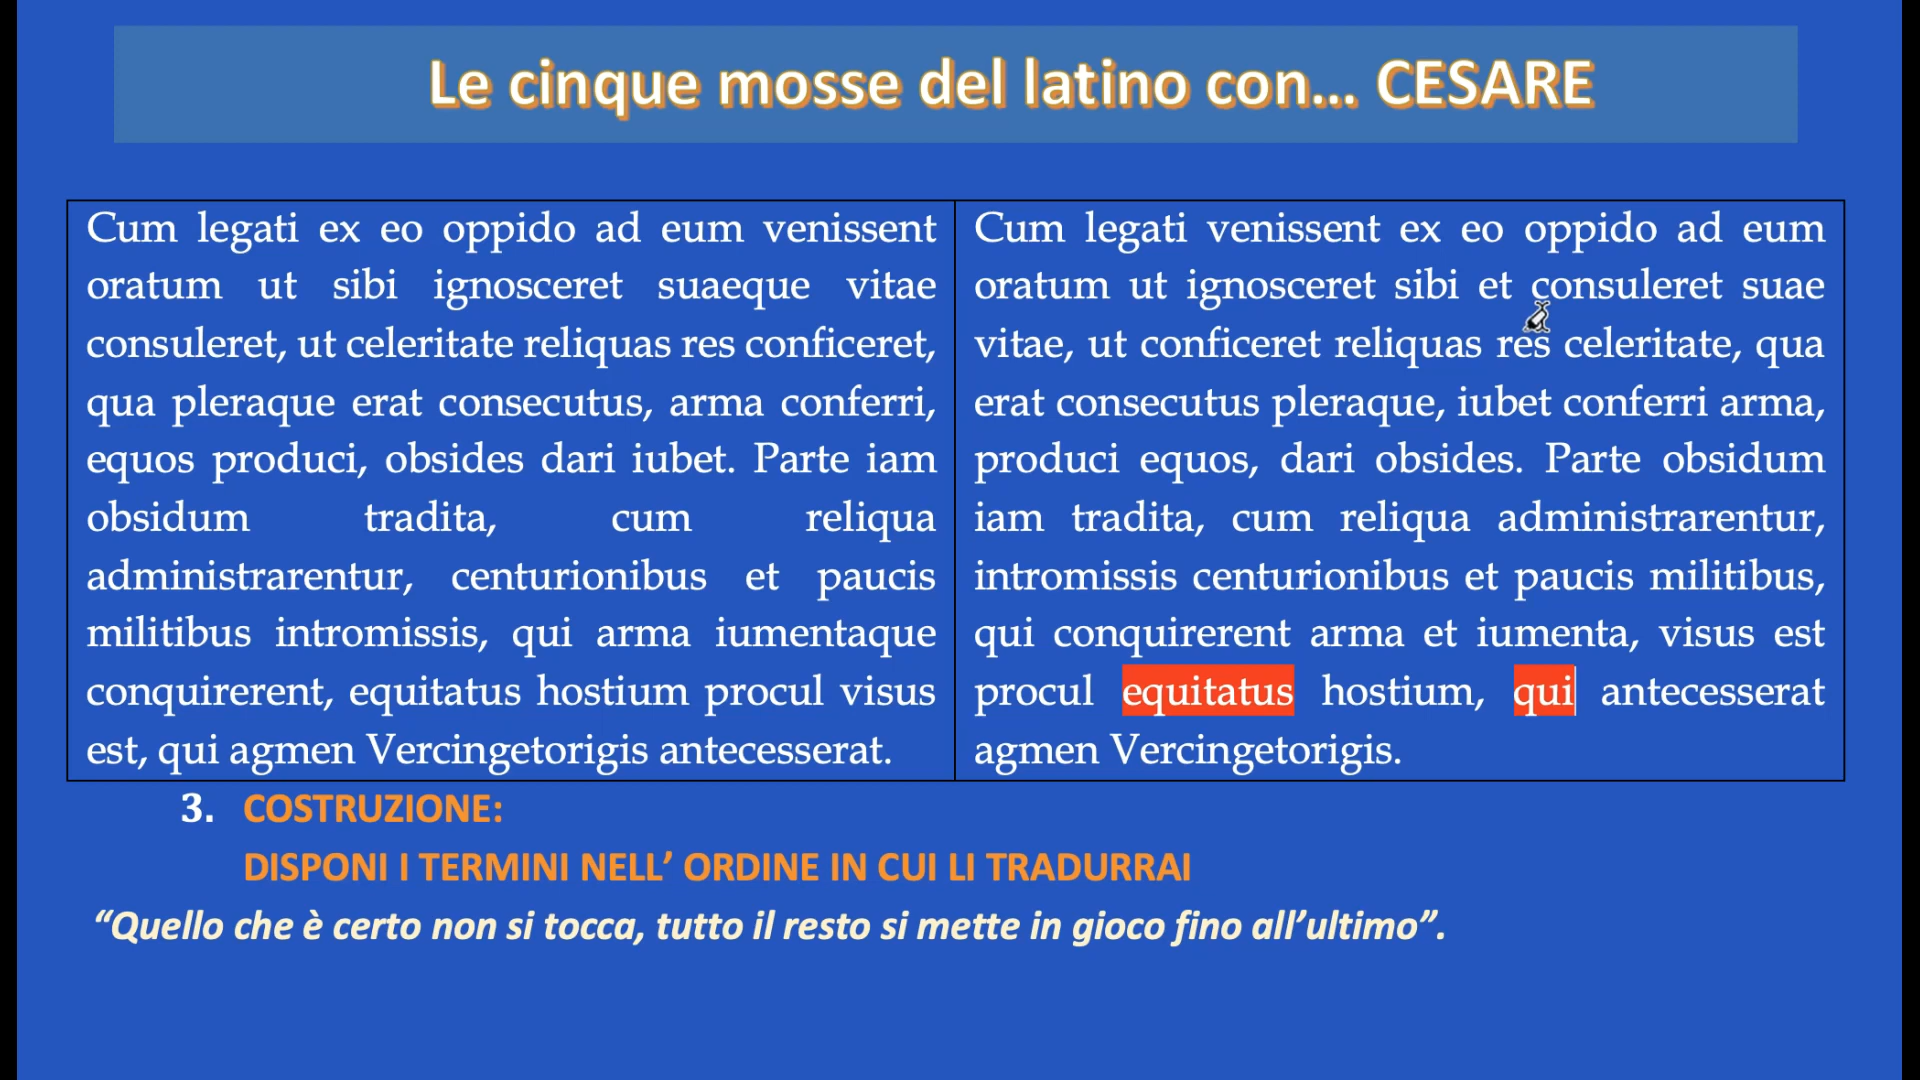 Le cinque mosse del latino con... CESARE
Cum legati ex eo oppido ad eum venissent
oratum ut sibi ignosceret suaeque vitae
consuleret, ut celeritate reliquas res conficeret,
qua pleraque erat consecutus, arma conferri,
equos produci, obsides dari iubet. Parte iam
obsidum tradita, cum reliqua
administrarentur, centurionibus et paucis
militibus intromissis, qui arma iumentaque
conquirerent, equitatus hostium procul visus
est, qui agmen Vercingetorigis antecesserat.
Cum legati venissent ex eo oppido ad eum
oratum ut ignosceret sibi et consuleret suae
vitae, ut conficeret reliquas res celeritate, qua
erat consecutus pleraque, iubet conferri arma,
produci equos, dari obsides. Parte obsidum
iam tradita, cum reliqua administrarentur,
intromissis centurionibus et paucis militibus,
qui conquirerent arma et iumenta, visus est
procul equitatus hostium, qui antecesserat
agmen Vercingetorigis.
3. COSTRUZIONE:
DISPONI I TERMINI NELL’ ORDINE IN CUI LI TRADURRAI
“Quello che è certo non si tocca, tutto il resto si mette in gioco fino all’ultimo”.